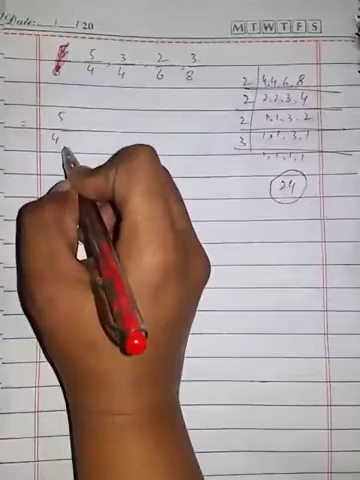 Date: / / 20
M T W T F S
5/4, 3/4, 2/6, 3/8
2 | 4,4,6,8
2 | 2,2,3,4
2 | 1,1,3,2
3 | 1,1,3,1
1,1,1,1
24
= 5/4